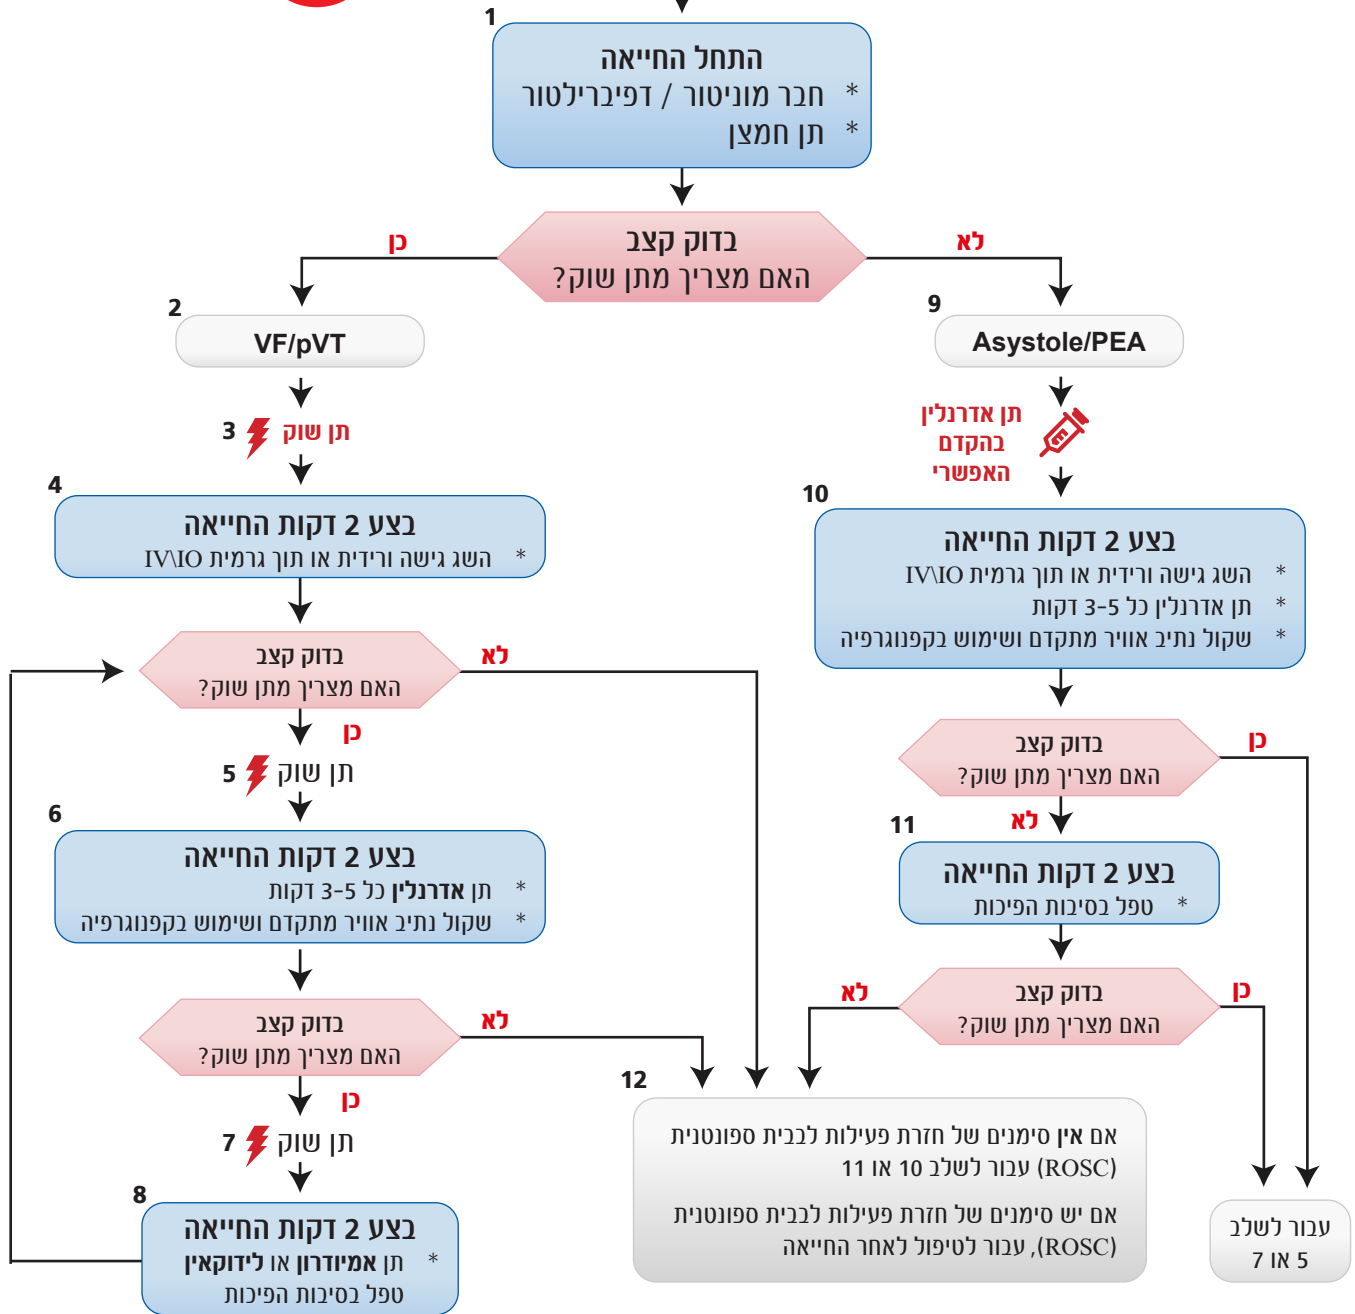 1
התחל החייאה
* חבר מוניטור / דפיברילטור
* תן חמצן
בדוק קצב
האם מצריך מתן שוק?
כן
לא
2
VF/pVT
3
תן שוק
4
בצע 2 דקות החייאה
* השג גישה ורידית או תוך גרמית IV\IO
בדוק קצב
האם מצריך מתן שוק?
לא
כן
5
תן שוק
6
בצע 2 דקות החייאה
* תן אדרנלין כל 3-5 דקות
* שקול נתיב אוויר מתקדם ושימוש בקפנוגרפיה
בדוק קצב
האם מצריך מתן שוק?
לא
כן
7
תן שוק
8
בצע 2 דקות החייאה
* תן אמיודרון או לידוקאין
טפל בסיבות הפיכות
9
Asystole/PEA
תן אדרנלין
בהקדם
האפשרי
10
בצע 2 דקות החייאה
* השג גישה ורידית או תוך גרמית IV\IO
* תן אדרנלין כל 3-5 דקות
* שקול נתיב אוויר מתקדם ושימוש בקפנוגרפיה
בדוק קצב
האם מצריך מתן שוק?
כן
לא
11
בצע 2 דקות החייאה
* טפל בסיבות הפיכות
בדוק קצב
האם מצריך מתן שוק?
כן
לא
12
אם אין סימנים של חזרת פעילות לבבית ספונטנית
(ROSC) עבור לשלב 10 או 11
אם יש סימנים של חזרת פעילות לבבית ספונטנית
(ROSC), עבור לטיפול לאחר החייאה
עבור לשלב
5 או 7